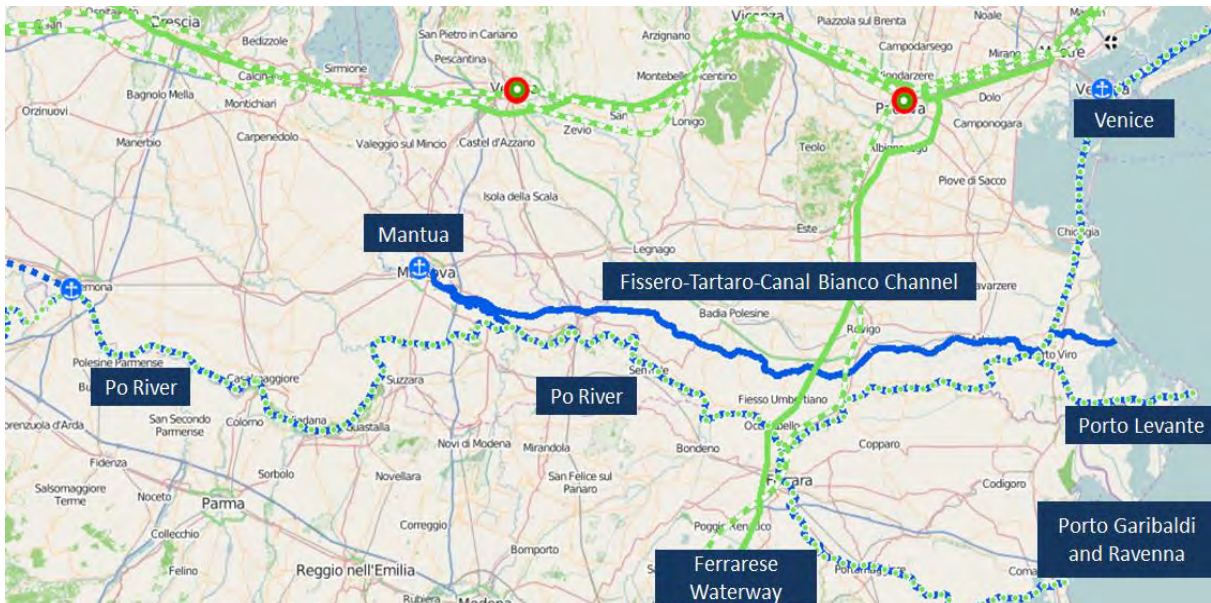 Brescia
San Pietro in Cariano
Arzignano
Piazzola sul Brenta
Noale
Bedizzole
Sirmione
Pescantina
Campodarsego
Mirano
Montichiari
Bagnolo Mella
Orzinuovi
Zevio
Lonigo
Dolo
Camponogara
Venice
Manerbio
Carpenedolo
Valeggio sul Mincio
Castel d'Azzano
Teolo
Piove di Sacco
Isola della Scala
Mantua
Legnago
Este
Fissero-Tartaro-Canal Bianco Channel
Badia Polesine
Rovigo
Polesine Parmense
Po River
Suzzara
Po River
Fiesso Umbertiano
Porto Levante
San Secondo
Parmense
Colorno
Guastalla
Novi di Modena
Mirandola
Bondeno
Copparo
Fidenza
Sorbolo
Novellara
San Felice sul
Panaro
Codigoro
Salsomaggiore
Terme
Noceto
Parma
Correggio
Porto Garibaldi
and Ravenna
Collecchio
Bomporto
Felino
Reggio nell'Emilia
Ferrarese
Waterway
Rubiera
Modena